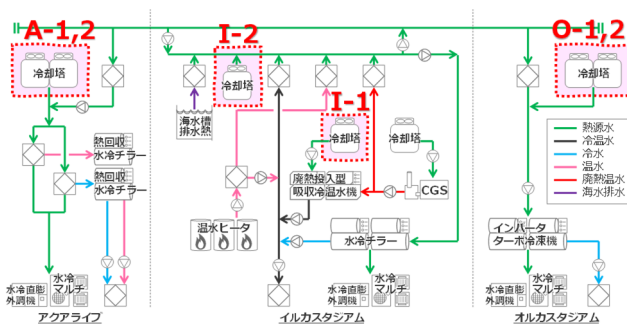 A-1,2
I-2
O-1,2
冷却塔
冷却塔
冷却塔
I-1
海水槽
排水熱
冷却塔
冷却塔
熱源水
冷温水
冷水
温水
廃熱温水
海水排水
熱回収
水冷チラー
熱回収
水冷チラー
廃熱投入型
吸収冷温水機
CGS
温水ヒータ
水冷チラー
インバータ
ターボ冷凍機
水冷直膨
外調機
水冷
マルチ
水冷直膨
外調機
水冷
マルチ
水冷直膨
外調機
水冷
マルチ
アクアライブ
イルカスタジアム
オルカスタジアム